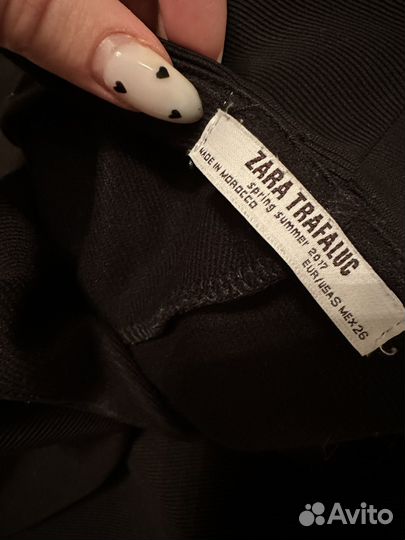 ZARA TRAFALUC
MADE IN MOROCCO
spring summer 2017
EUR/USA S MEX 26
Avito